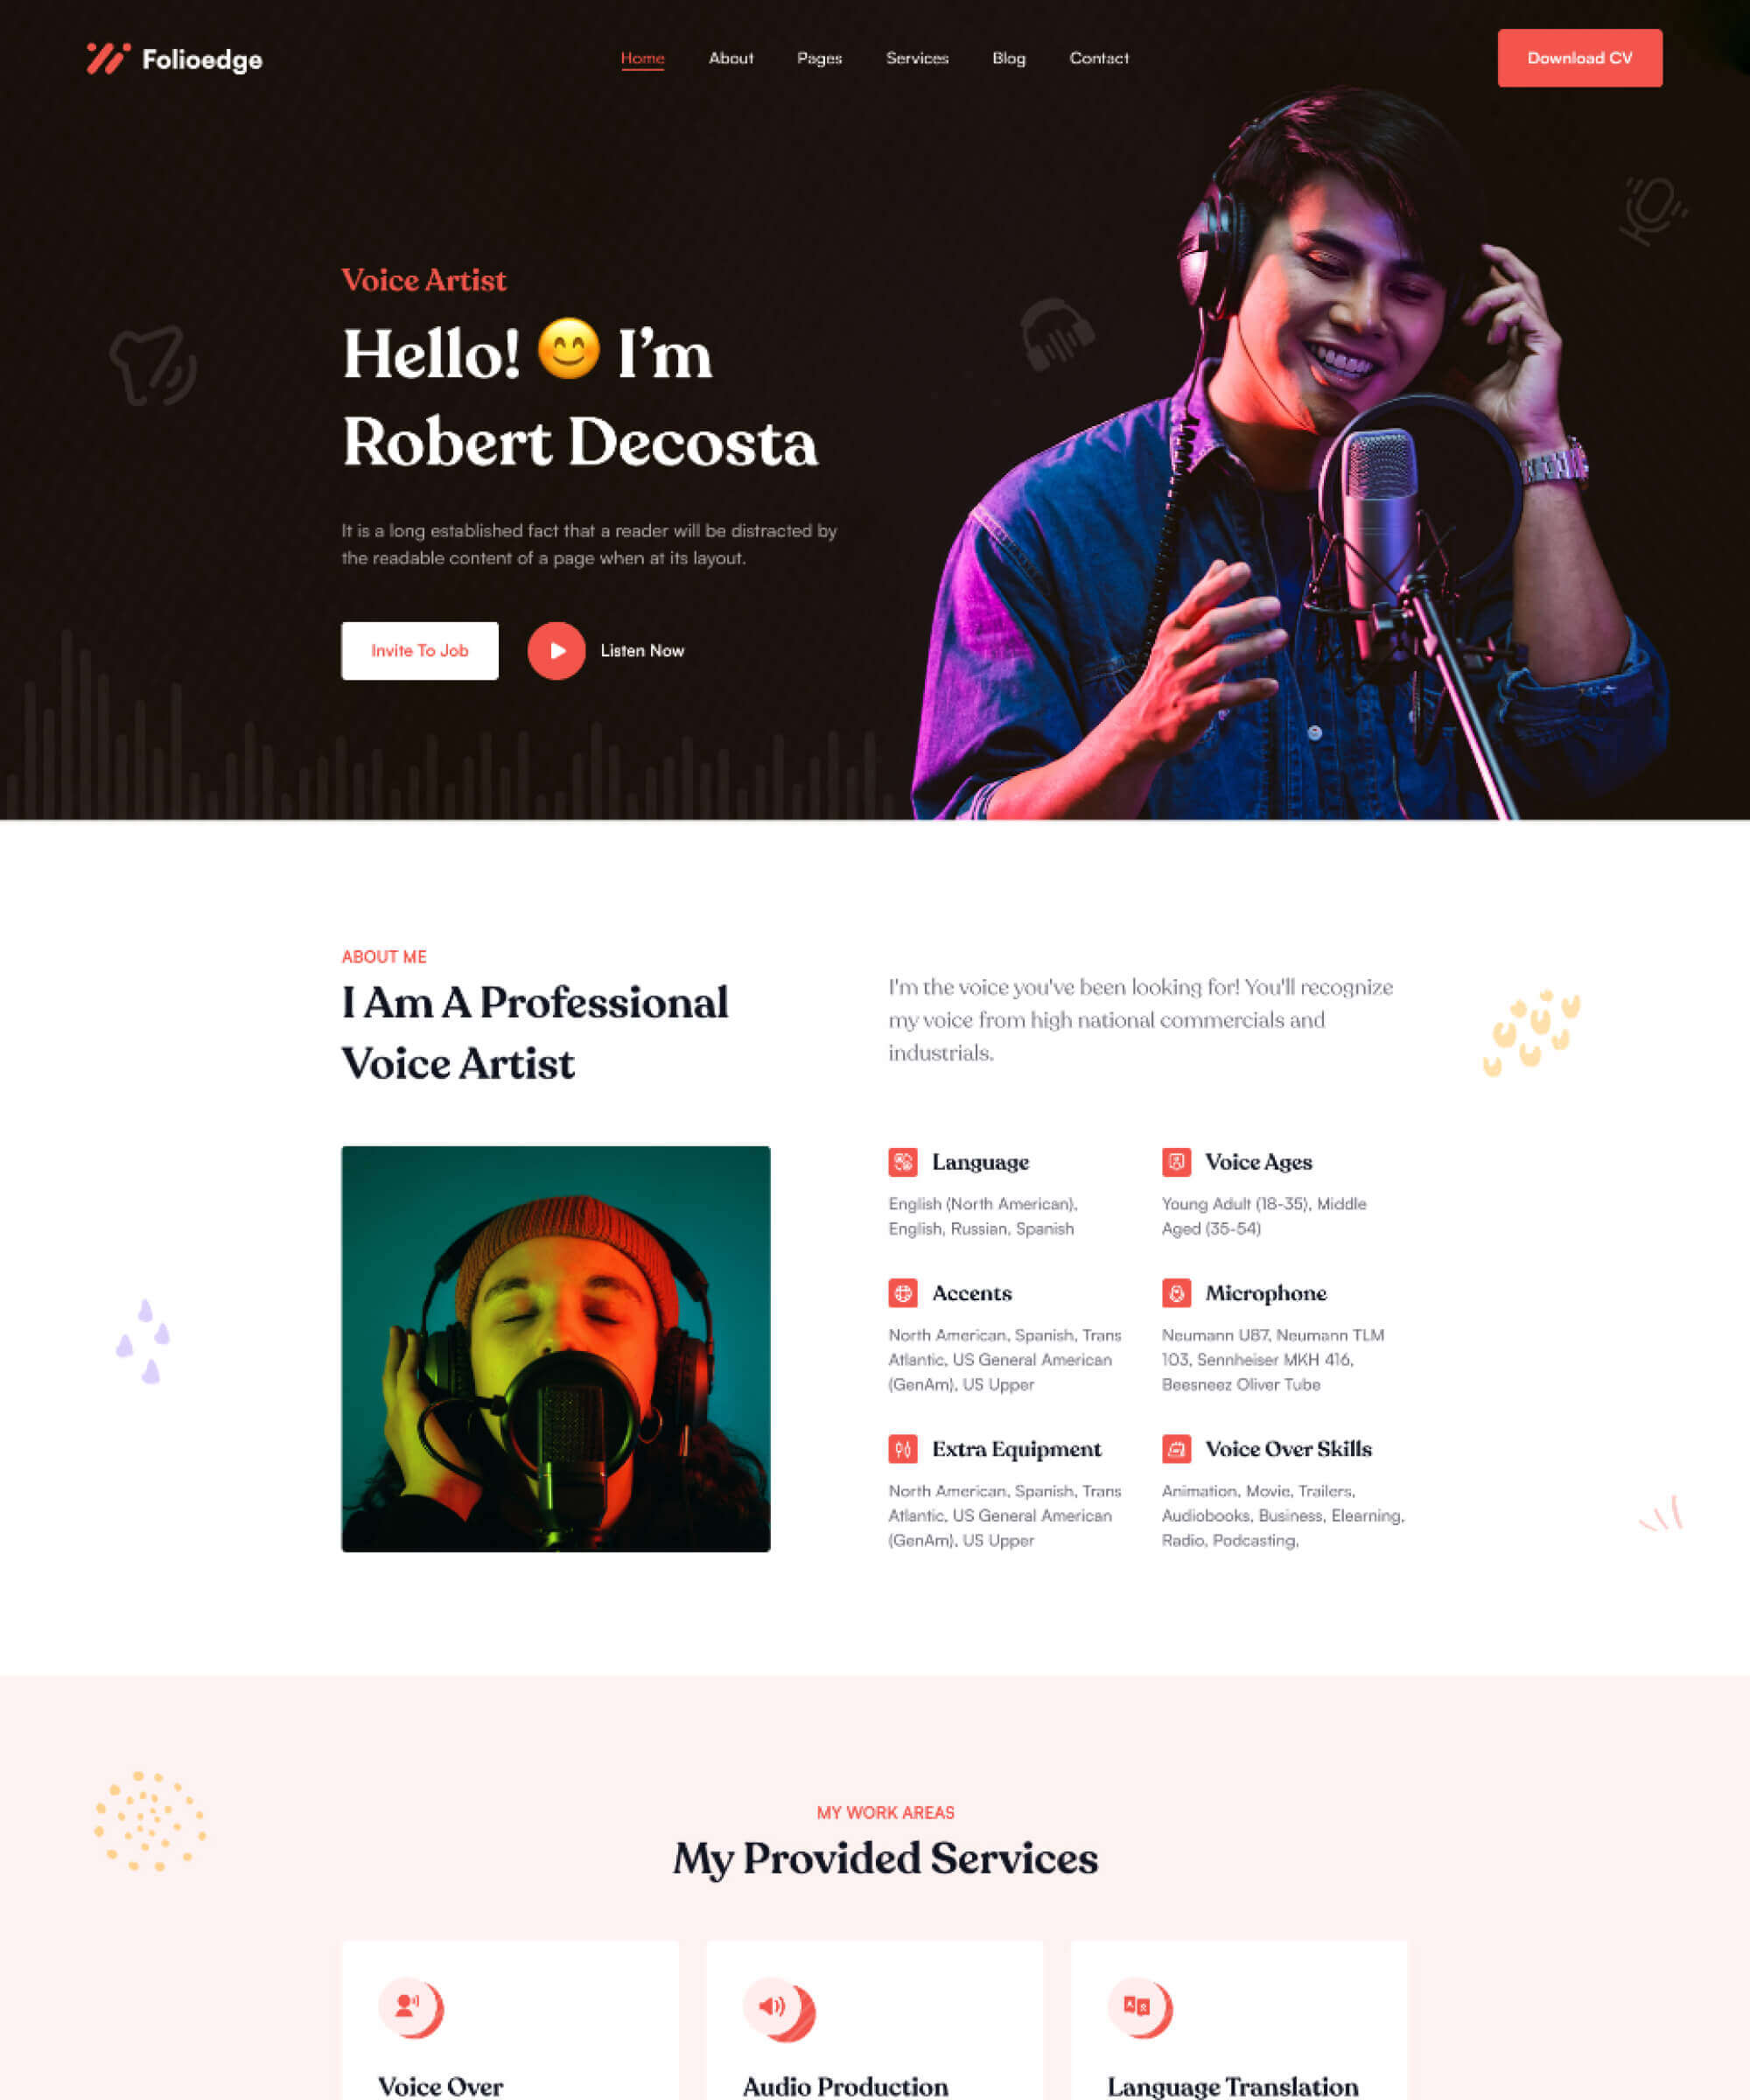 Folioedge
Home About Pages Services Blog Contact
Download CV
Voice Artist
Hello! 😊 I’m
Robert Decosta
It is a long established fact that a reader will be distracted by
the readable content of a page when at its layout.
Invite To Job
Listen Now
ABOUT ME
I Am A Professional
Voice Artist
I'm the voice you've been looking for! You'll recognize
my voice from high national commercials and
industrials.
Language
English (North American),
English, Russian, Spanish
Voice Ages
Young Adult (18-35), Middle
Aged (35-54)
Accents
North American, Spanish, Trans
Atlantic, US General American
(GenAm), US Upper
Microphone
Neumann U87, Neumann TLM
103, Sennheiser MKH 416,
Beesneez Oliver Tube
Extra Equipment
North American, Spanish, Trans
Atlantic, US General American
(GenAm), US Upper
Voice Over Skills
Animation, Movie, Trailers,
Audiobooks, Business, Elearning,
Radio, Podcasting,
MY WORK AREAS
My Provided Services
Voice Over
Audio Production
Language Translation